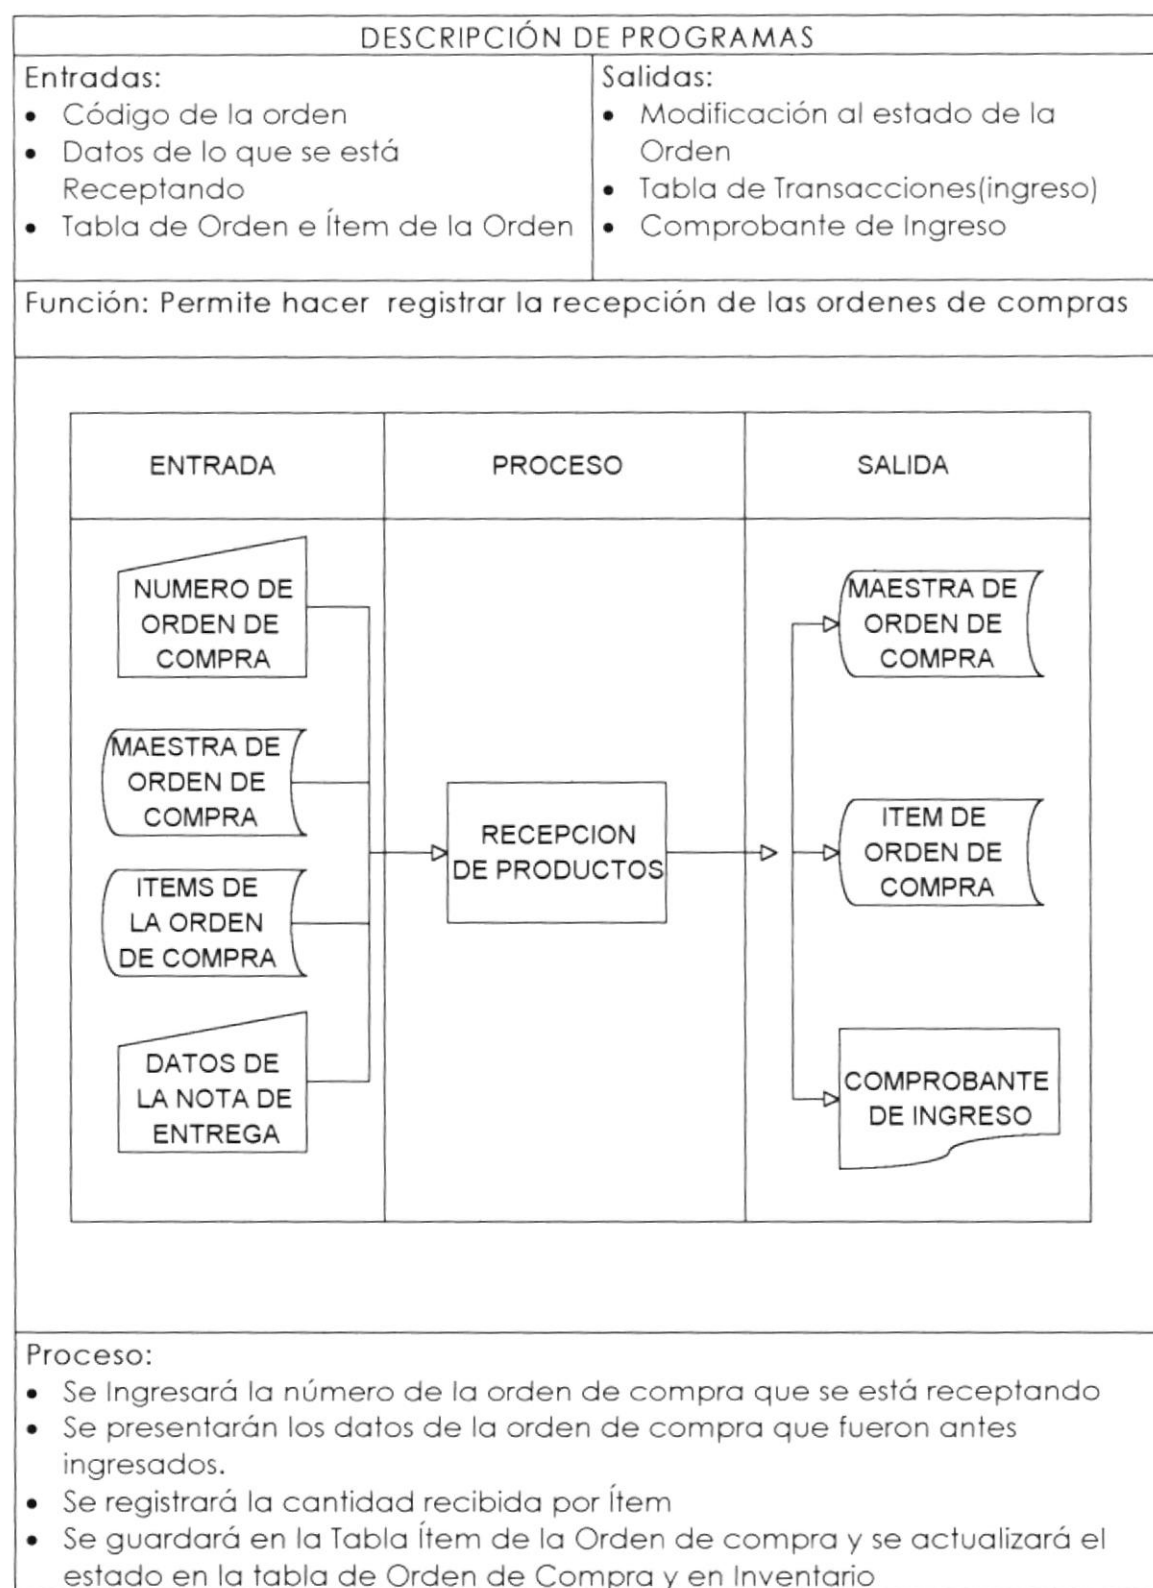 DESCRIPCIÓN DE PROGRAMAS
Entradas:
• Código de la orden
• Datos de lo que se está
Receptando
• Tabla de Orden e Ítem de la Orden
Salidas:
• Modificación al estado de la
Orden
• Tabla de Transacciones(ingreso)
• Comprobante de Ingreso
Función: Permite hacer registrar la recepción de las ordenes de compras
ENTRADA
PROCESO
SALIDA
NUMERO DE
ORDEN DE
COMPRA
MAESTRA DE
ORDEN DE
COMPRA
ITEMS DE
LA ORDEN
DE COMPRA
DATOS DE
LA NOTA DE
ENTREGA
RECEPCION
DE PRODUCTOS
MAESTRA DE
ORDEN DE
COMPRA
ITEM DE
ORDEN DE
COMPRA
COMPROBANTE
DE INGRESO
Proceso:
• Se Ingresará la número de la orden de compra que se está receptando
• Se presentarán los datos de la orden de compra que fueron antes
ingresados.
• Se registrará la cantidad recibida por Ítem
• Se guardará en la Tabla Ítem de la Orden de compra y se actualizará el
estado en la tabla de Orden de Compra y en Inventario